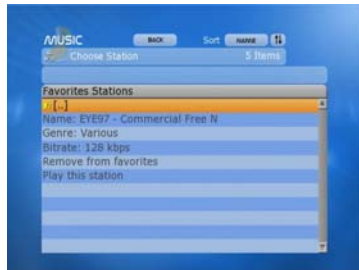 MUSIC BACK Sort NAME
Choose Station 5 Items
Favorites Stations
[..]
Name: EYE97 - Commercial Free N
Genre: Various
Bitrate: 128 kbps
Remove from favorites
Play this station